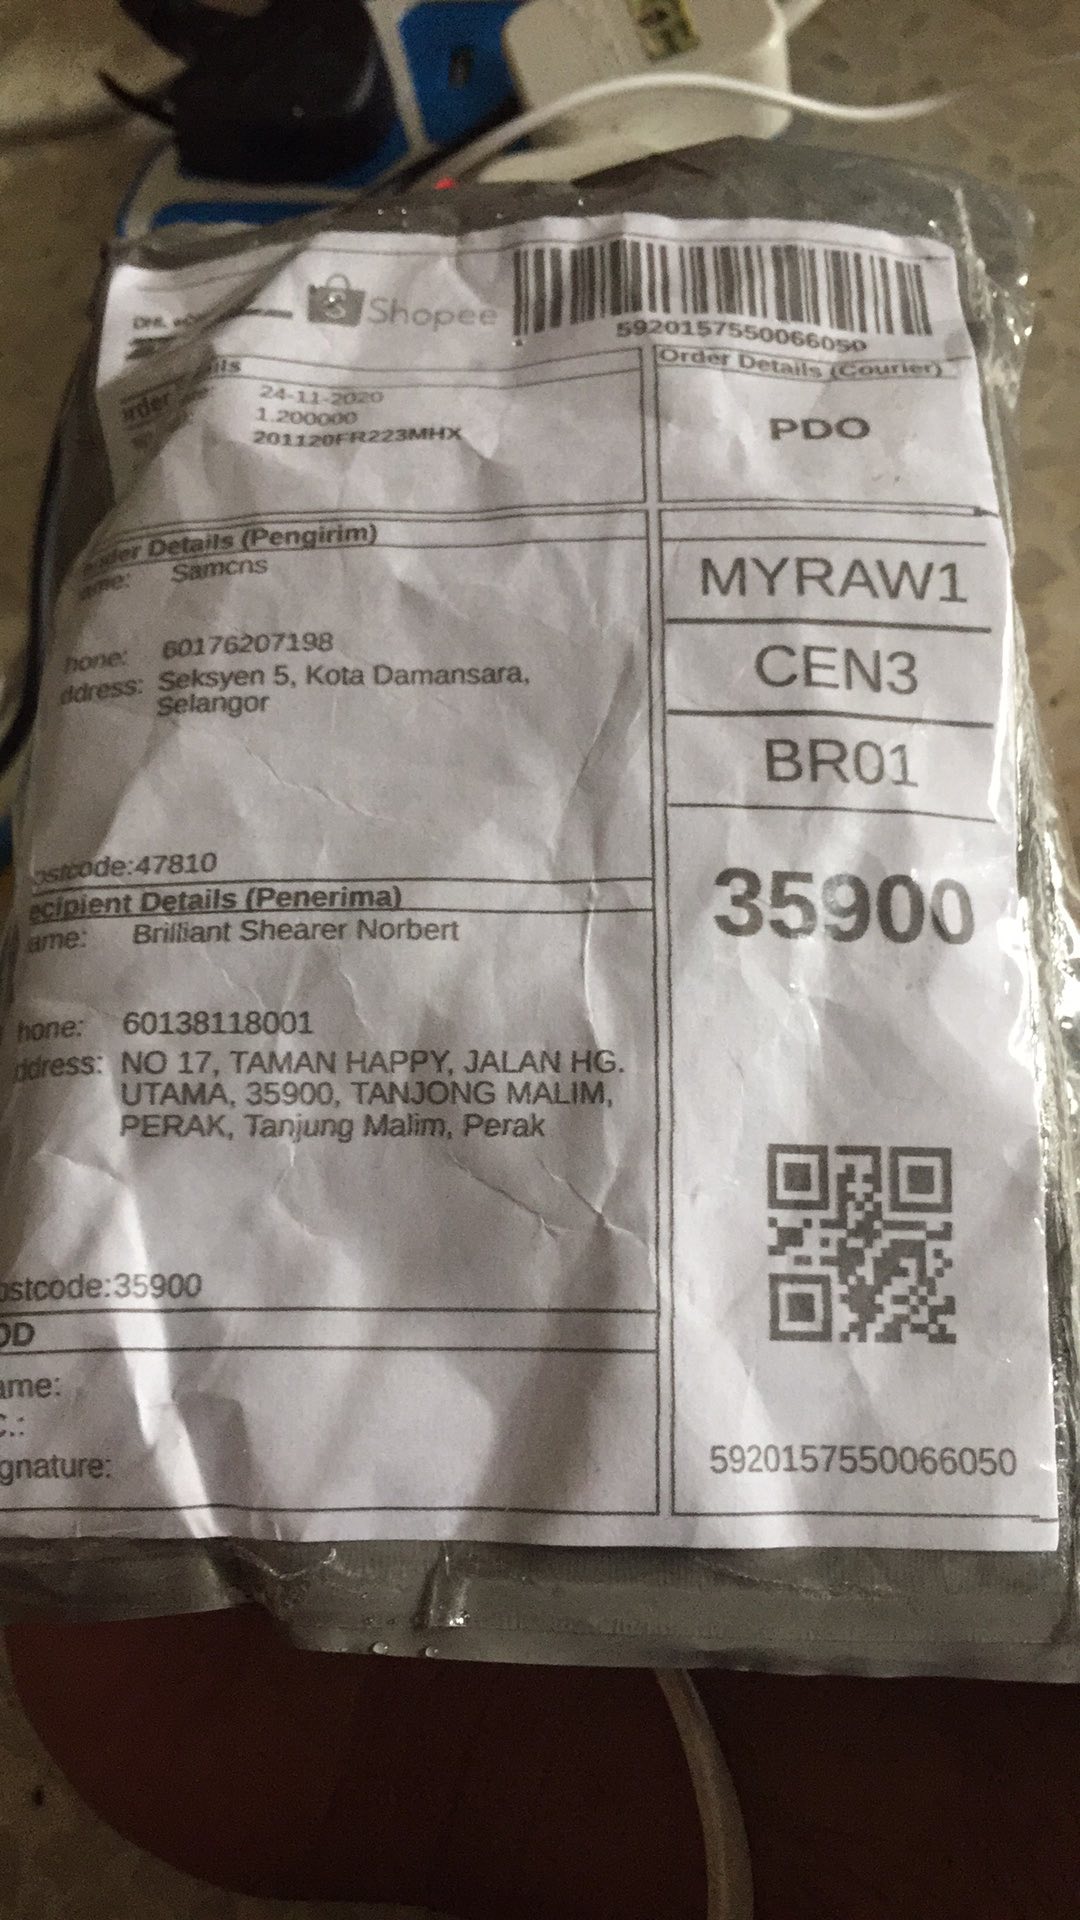 DHL
Shopee
5920157550066050
Order Details (Courier)
24-11-2020
1.200000
201120FR223MHX
PDO
nder Details (Pengirim)
ame: Samcns
hone: 60176207198
ddress: Seksyen 5, Kota Damansara,
Selangor
ostcode:47810
MYRAW1
CEN3
BR01
35900
ecipient Details (Penerima)
ame: Brilliant Shearer Norbert
hone: 60138118001
ddress: NO 17, TAMAN HAPPY, JALAN HG.
UTAMA, 35900, TANJONG MALIM,
PERAK, Tanjung Malim, Perak
ostcode:35900
OD
ame:
C.:
gnature:
5920157550066050